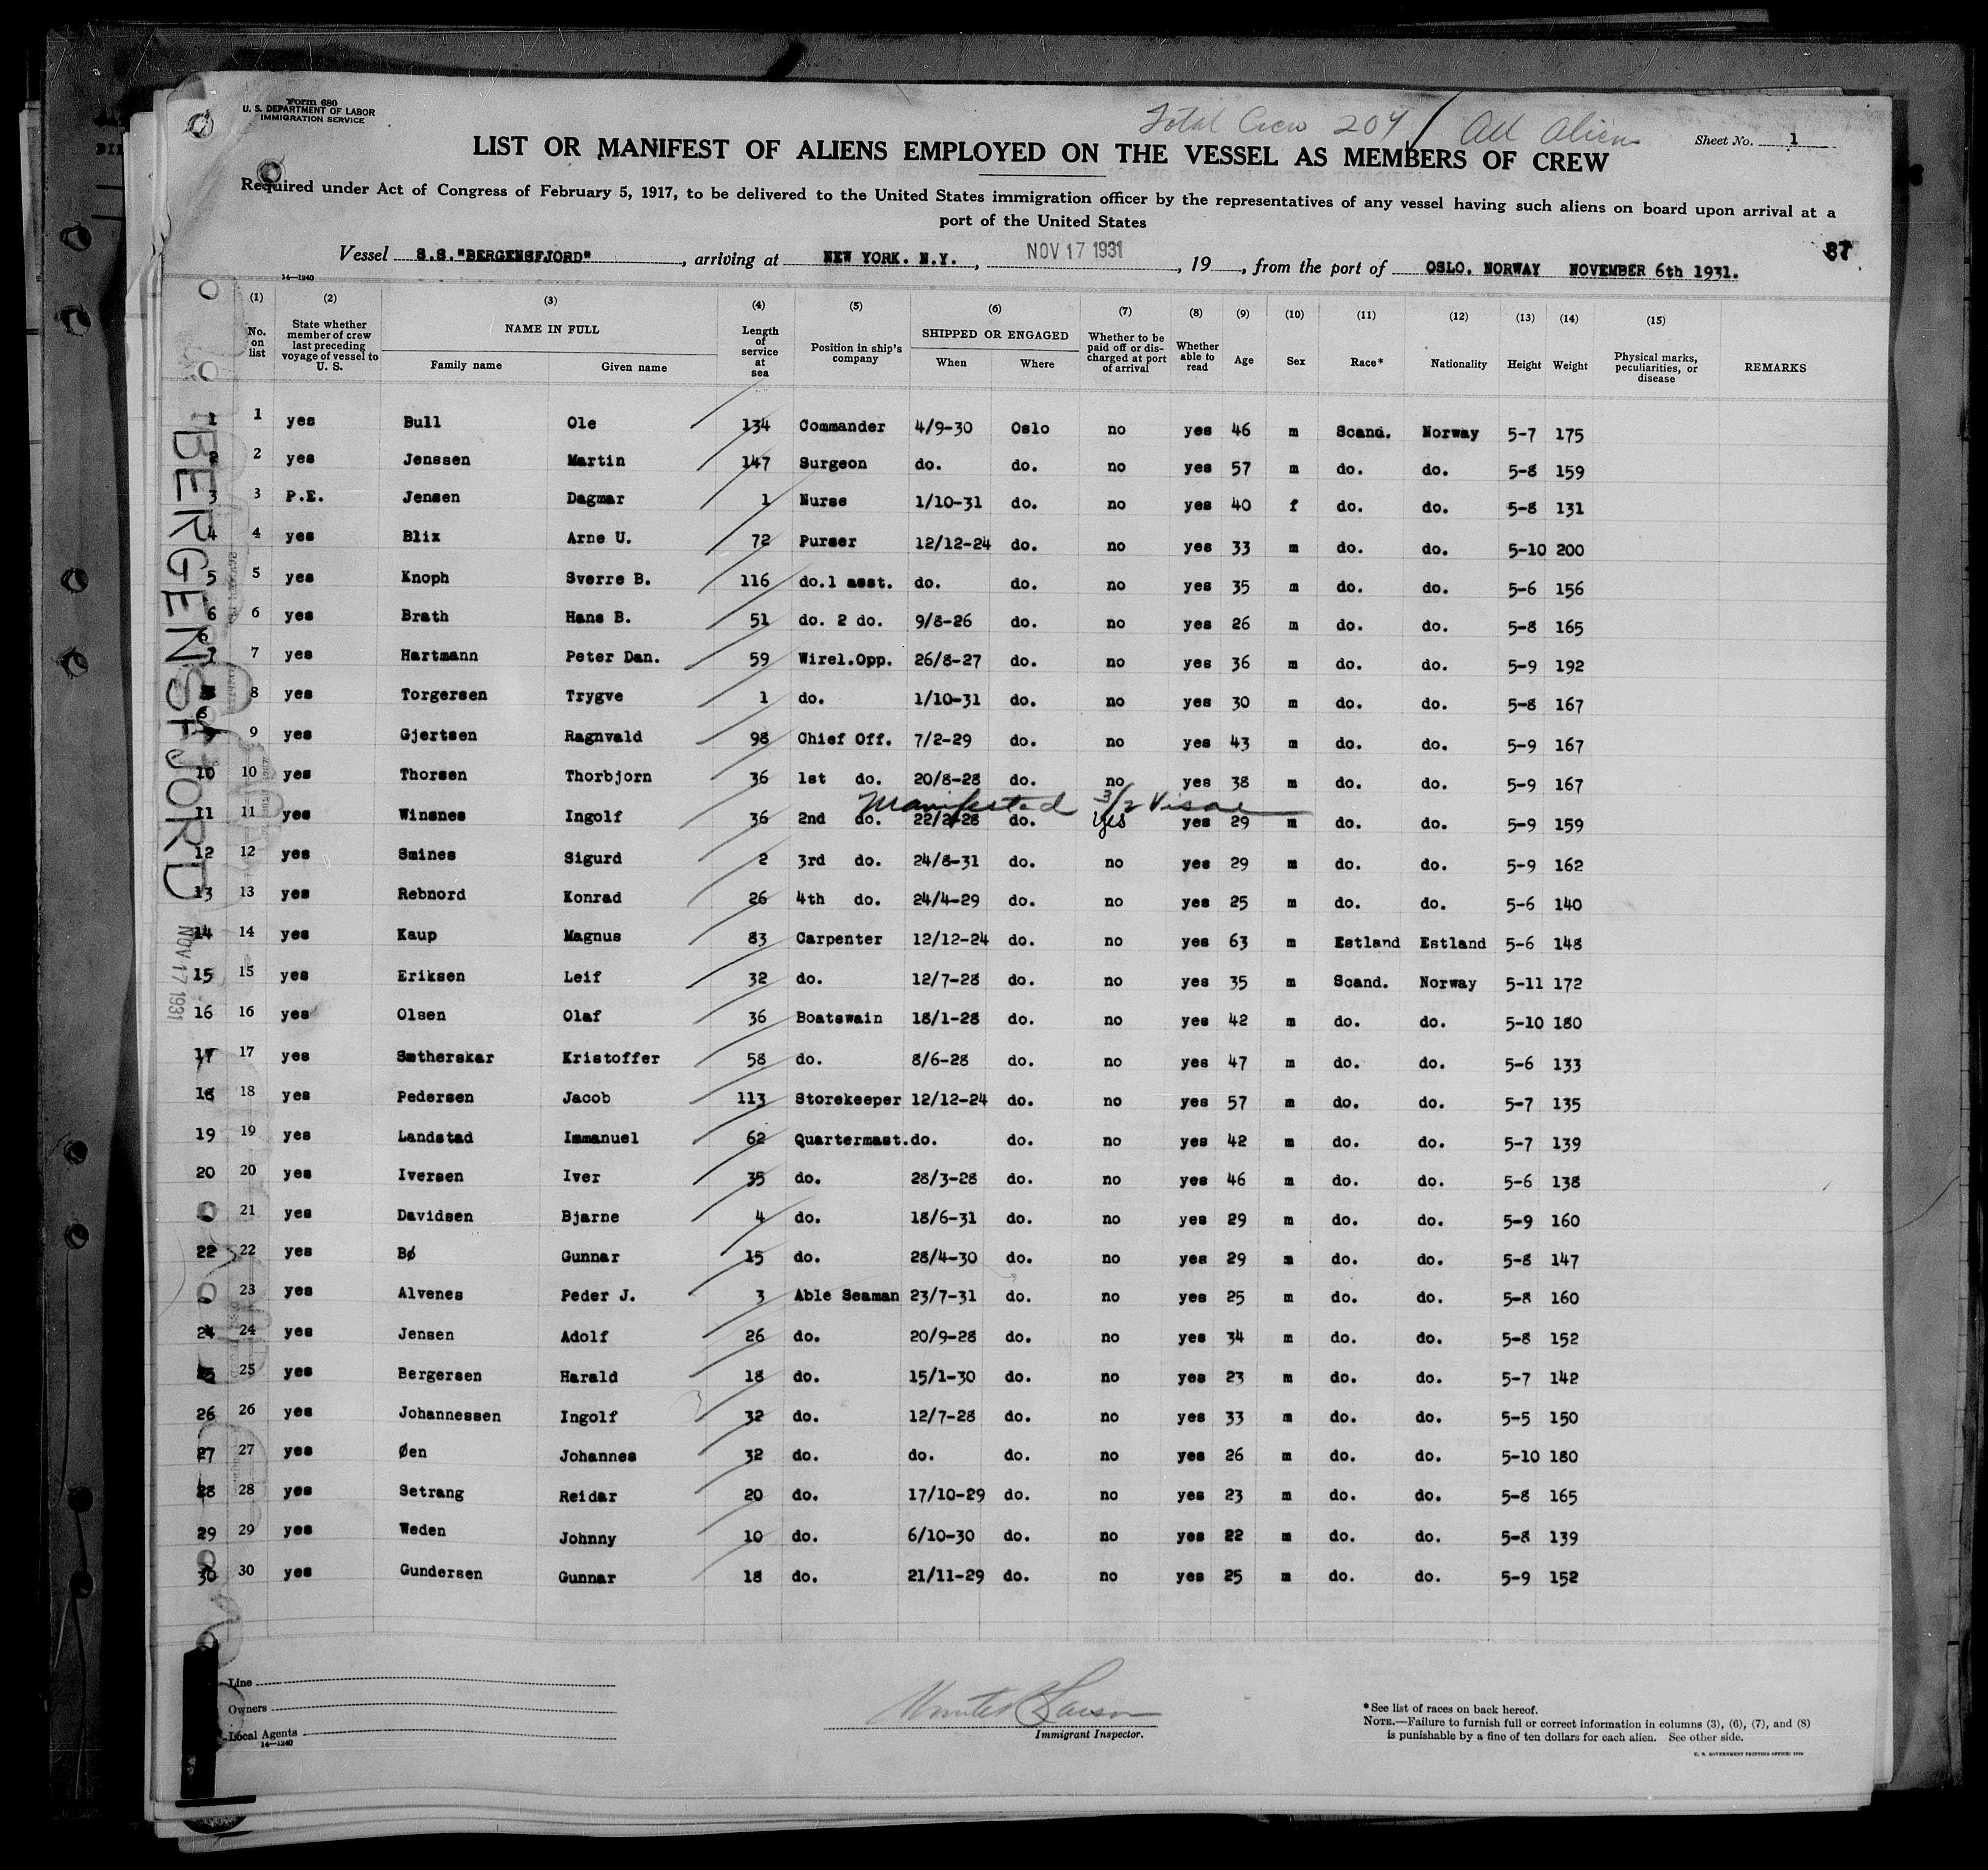 Form 680
U. S. DEPARTMENT OF LABOR
IMMIGRATION SERVICE
Total Crew 204 / All Aliens
Sheet No. 1
LIST OR MANIFEST OF ALIENS EMPLOYED ON THE VESSEL AS MEMBERS OF CREW
Required under Act of Congress of February 5, 1917, to be delivered to the United States immigration officer by the representatives of any vessel having such aliens on board upon arrival at a
port of the United States
87
Vessel S.S."BERGENSFJORD", arriving at NEW YORK. N.Y., NOV 17 1931, 19, from the port of OSLO. NORWAY NOVEMBER 6th 1931.
14—1240
(1) (2) (3) (4) (5) (6) (7) (8) (9) (10) (11) (12) (13) (14) (15)
No. on list State whether member of crew last preceding voyage of vessel to U. S. NAME IN FULL Family name Given name Length of service at sea Position in ship's company SHIPPED OR ENGAGED When Where Whether to be paid off or discharged at port of arrival Whether able to read Age Sex Race* Nationality Height Weight Physical marks, peculiarities, or disease REMARKS
1 1 yes Bull Ole 134 Commander 4/9-30 Oslo no yes 46 m Scand. Norway 5-7 175
2 2 yes Jenssen Martin 147 Surgeon do. do. no yes 57 m do. do. 5-8 159
3 3 P.E. Jensen Dagmar 1 Nurse 1/10-31 do. no yes 40 f do. do. 5-8 131
4 4 yes Blix Arne U. 72 Purser 12/12-24 do. no yes 33 m do. do. 5-10 200
5 5 yes Knoph Sverre B. 116 do.1 asst. do. do. no yes 35 m do. do. 5-6 156
6 6 yes Brath Hans B. 51 do. 2 do. 9/8-26 do. no yes 26 m do. do. 5-8 165
7 yes Hartmann Peter Dan. 59 Wirel.Opp. 26/8-27 do. no yes 36 m do. do. 5-9 192
8 yes Torgersen Trygve 1 do. 1/10-31 do. no yes 30 m do. do. 5-8 167
9 yes Gjertsen Ragnvald 98 Chief Off. 7/2-29 do. no yes 43 m do. do. 5-9 167
10 10 yes Thorsen Thorbjorn 36 1st do. 20/8-28 do. no yes 38 m do. do. 5-9 167
Manifested 3/2 Visae
11 11 yes Winsnes Ingolf 36 2nd do. 22/2-28 do. yes yes 29 m do. do. 5-9 159
12 12 yes Smines Sigurd 2 3rd do. 24/8-31 do. no yes 29 m do. do. 5-9 162
13 13 yes Rebnord Konrad 26 4th do. 24/4-29 do. no yes 25 m do. do. 5-6 140
14 14 yes Kaup Magnus 83 Carpenter 12/12-24 do. no yes 63 m Estland Estland 5-6 148
15 15 yes Eriksen Leif 32 do. 12/7-28 do. no yes 35 m Scand. Norway 5-11 172
16 16 yes Olsen Olaf 36 Boatswain 18/1-28 do. no yes 42 m do. do. 5-10 180
17 17 yes Sætherskar Kristoffer 58 do. 8/6-28 do. no yes 47 m do. do. 5-6 133
18 18 yes Pedersen Jacob 113 Storekeeper 12/12-24 do. no yes 57 m do. do. 5-7 135
19 19 yes Landstad Immanuel 62 Quartermast. do. do. no yes 42 m do. do. 5-7 139
20 20 yes Iversen Iver 35 do. 28/3-28 do. no yes 46 m do. do. 5-6 138
21 yes Davidsen Bjarne 4 do. 18/6-31 do. no yes 29 m do. do. 5-9 160
22 22 yes Bø Gunnar 15 do. 28/4-30 do. no yes 29 m do. do. 5-8 147
23 yes Alvenes Peder J. 3 Able Seaman 23/7-31 do. no yes 25 m do. do. 5-8 160
24 24 yes Jensen Adolf 26 do. 20/9-28 do. no yes 34 m do. do. 5-8 152
25 25 yes Bergersen Harald 18 do. 15/1-30 do. no yes 23 m do. do. 5-7 142
26 26 yes Johannessen Ingolf 32 do. 12/7-28 do. no yes 33 m do. do. 5-5 150
27 27 yes Øen Johannes 32 do. do. do. no yes 26 m do. do. 5-10 180
28 28 yes Setrang Reidar 20 do. 17/10-29 do. no yes 23 m do. do. 5-8 165
29 29 yes Weden Johnny 10 do. 6/10-30 do. no yes 22 m do. do. 5-8 139
30 30 yes Gundersen Gunnar 18 do. 21/11-29 do. no yes 25 m do. do. 5-9 152
BERGENSFJORD
NOV 17 1931
Line
Owners
Local Agents
14—1240
Immigrant Inspector.
*See list of races on back hereof.
NOTE.—Failure to furnish full or correct information in columns (3), (6), (7), and (8)
is punishable by a fine of ten dollars for each alien. See other side.